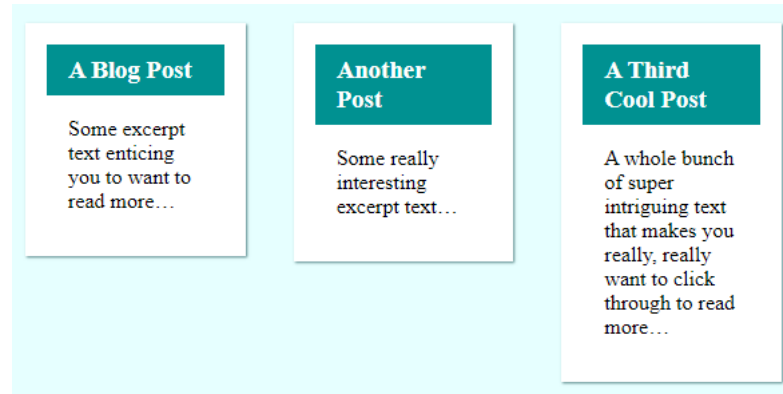 A Blog Post
Some excerpt
text enticing
you to want to
read more…
Another
Post
Some really
interesting
excerpt text…
A Third
Cool Post
A whole bunch
of super
intriguing text
that makes you
really, really
want to click
through to read
more…